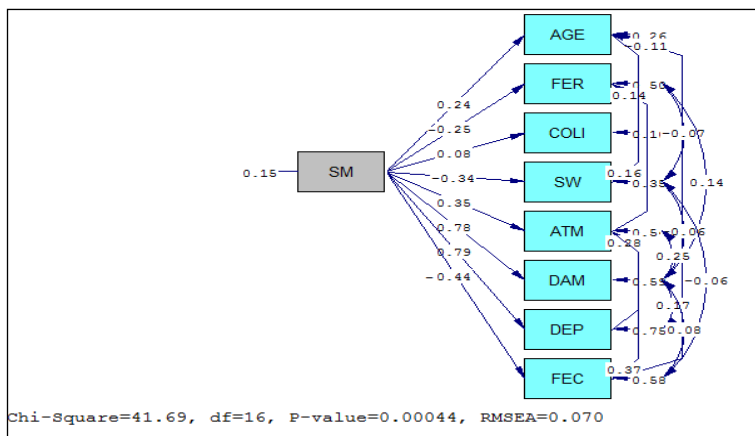 AGE
-0.26
-0.11
FER
0.50
0.14
0.24
-0.25
COLI
-0.07
0.08
0.15
SM
-0.34
SW
0.16
0.38
0.14
0.35
ATM
-0.06
0.28
0.78
0.25
0.79
DAM
-0.06
-0.44
0.17
DEP
0.75
0.08
0.37
FEC
0.58
Chi-Square=41.69, df=16, P-value=0.00044, RMSEA=0.070